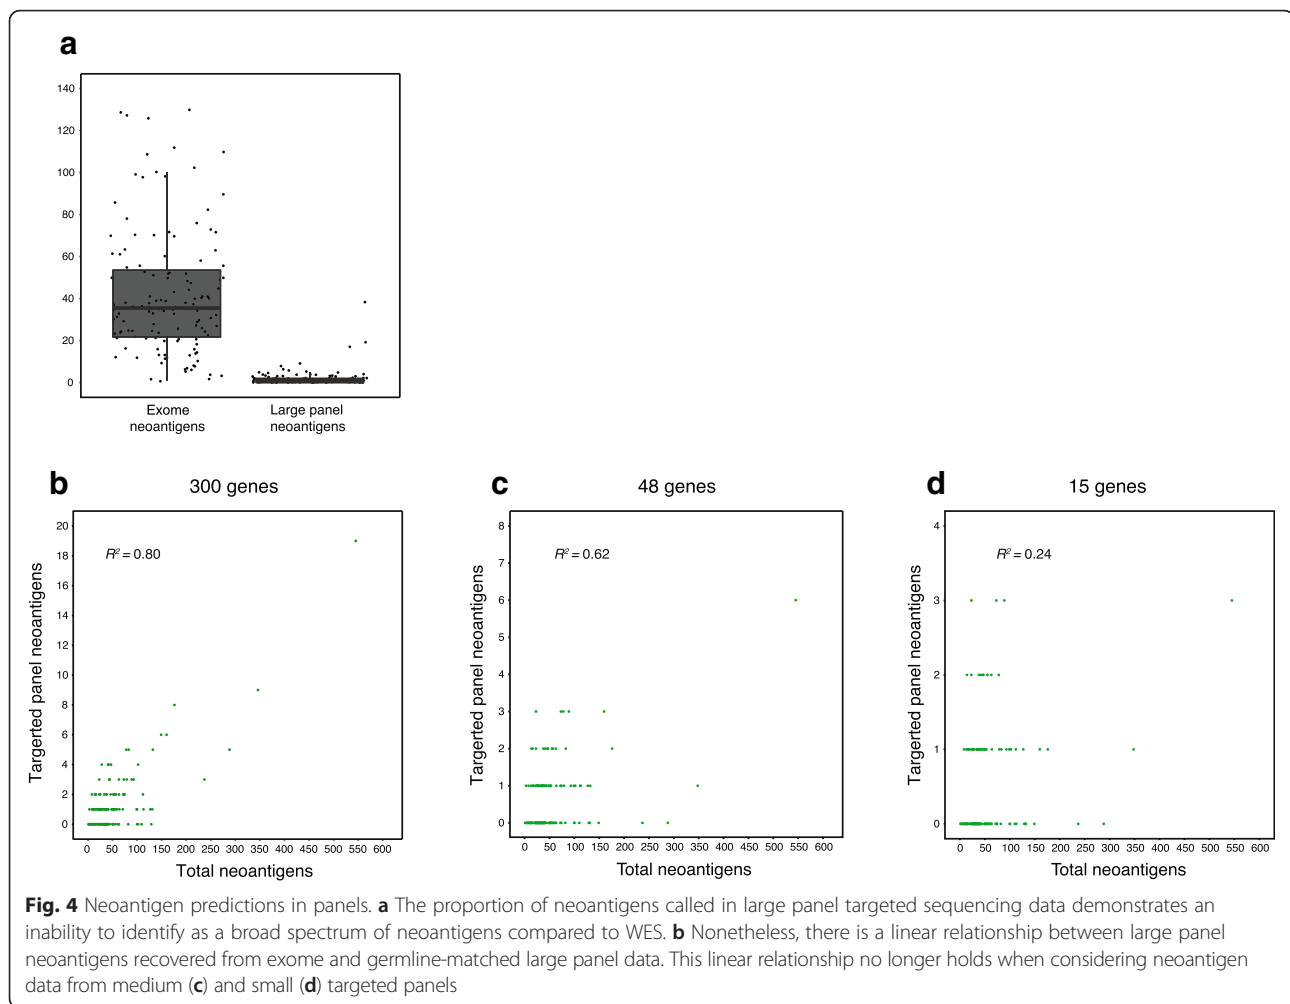 a
140
120
100
80
60
40
20
0
Exome
neoantigens
Large panel
neoantigens
b
300 genes
Targerted panel neoantigens
20
18
16
14
12
10
8
6
4
2
0
R² = 0.80
0 50 100 150 200 250 300 350 400 450 500 550 600
Total neoantigens
c
48 genes
Targerted panel neoantigens
8
7
6
5
4
3
2
1
0
R² = 0.62
0 50 100 150 200 250 300 350 400 450 500 550 600
Total neoantigens
d
15 genes
Targerted panel neoantigens
4
3
2
1
0
R² = 0.24
0 50 100 150 200 250 300 350 400 450 500 550 600
Total neoantigens
Fig. 4 Neoantigen predictions in panels. a The proportion of neoantigens called in large panel targeted sequencing data demonstrates an
inability to identify as a broad spectrum of neoantigens compared to WES. b Nonetheless, there is a linear relationship between large panel
neoantigens recovered from exome and germline-matched large panel data. This linear relationship no longer holds when considering neoantigen
data from medium (c) and small (d) targeted panels